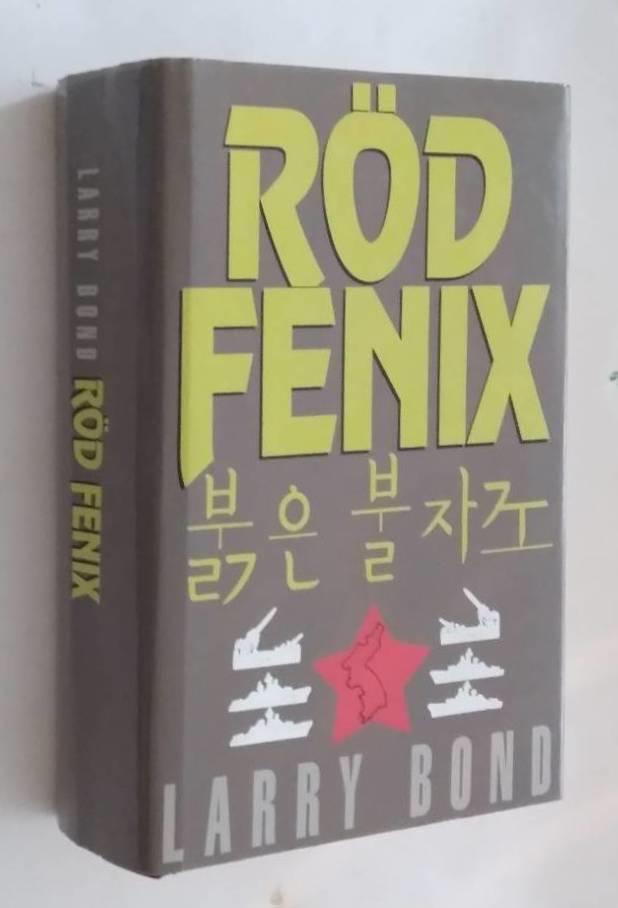 LARRY BOND RÖD FENIX
RÖD
FENIX
붉은 불자조
LARRY BOND